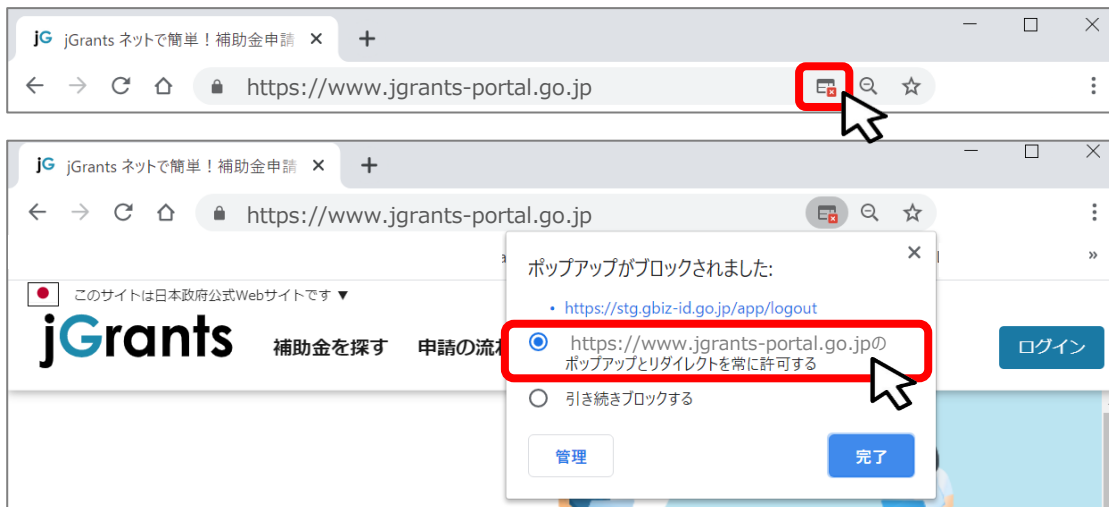 jG jGrants ネットで簡単！補助金申請
https://www.jgrants-portal.go.jp
jG jGrants ネットで簡単！補助金申請
https://www.jgrants-portal.go.jp
このサイトは日本政府公式Webサイトです ▼
jGrants 補助金を探す 申請の流れ ログイン
ポップアップがブロックされました:
• https://stg.gbiz-id.go.jp/app/logout
https://www.jgrants-portal.go.jpの
ポップアップとリダイレクトを常に許可する
引き続きブロックする
管理 完了